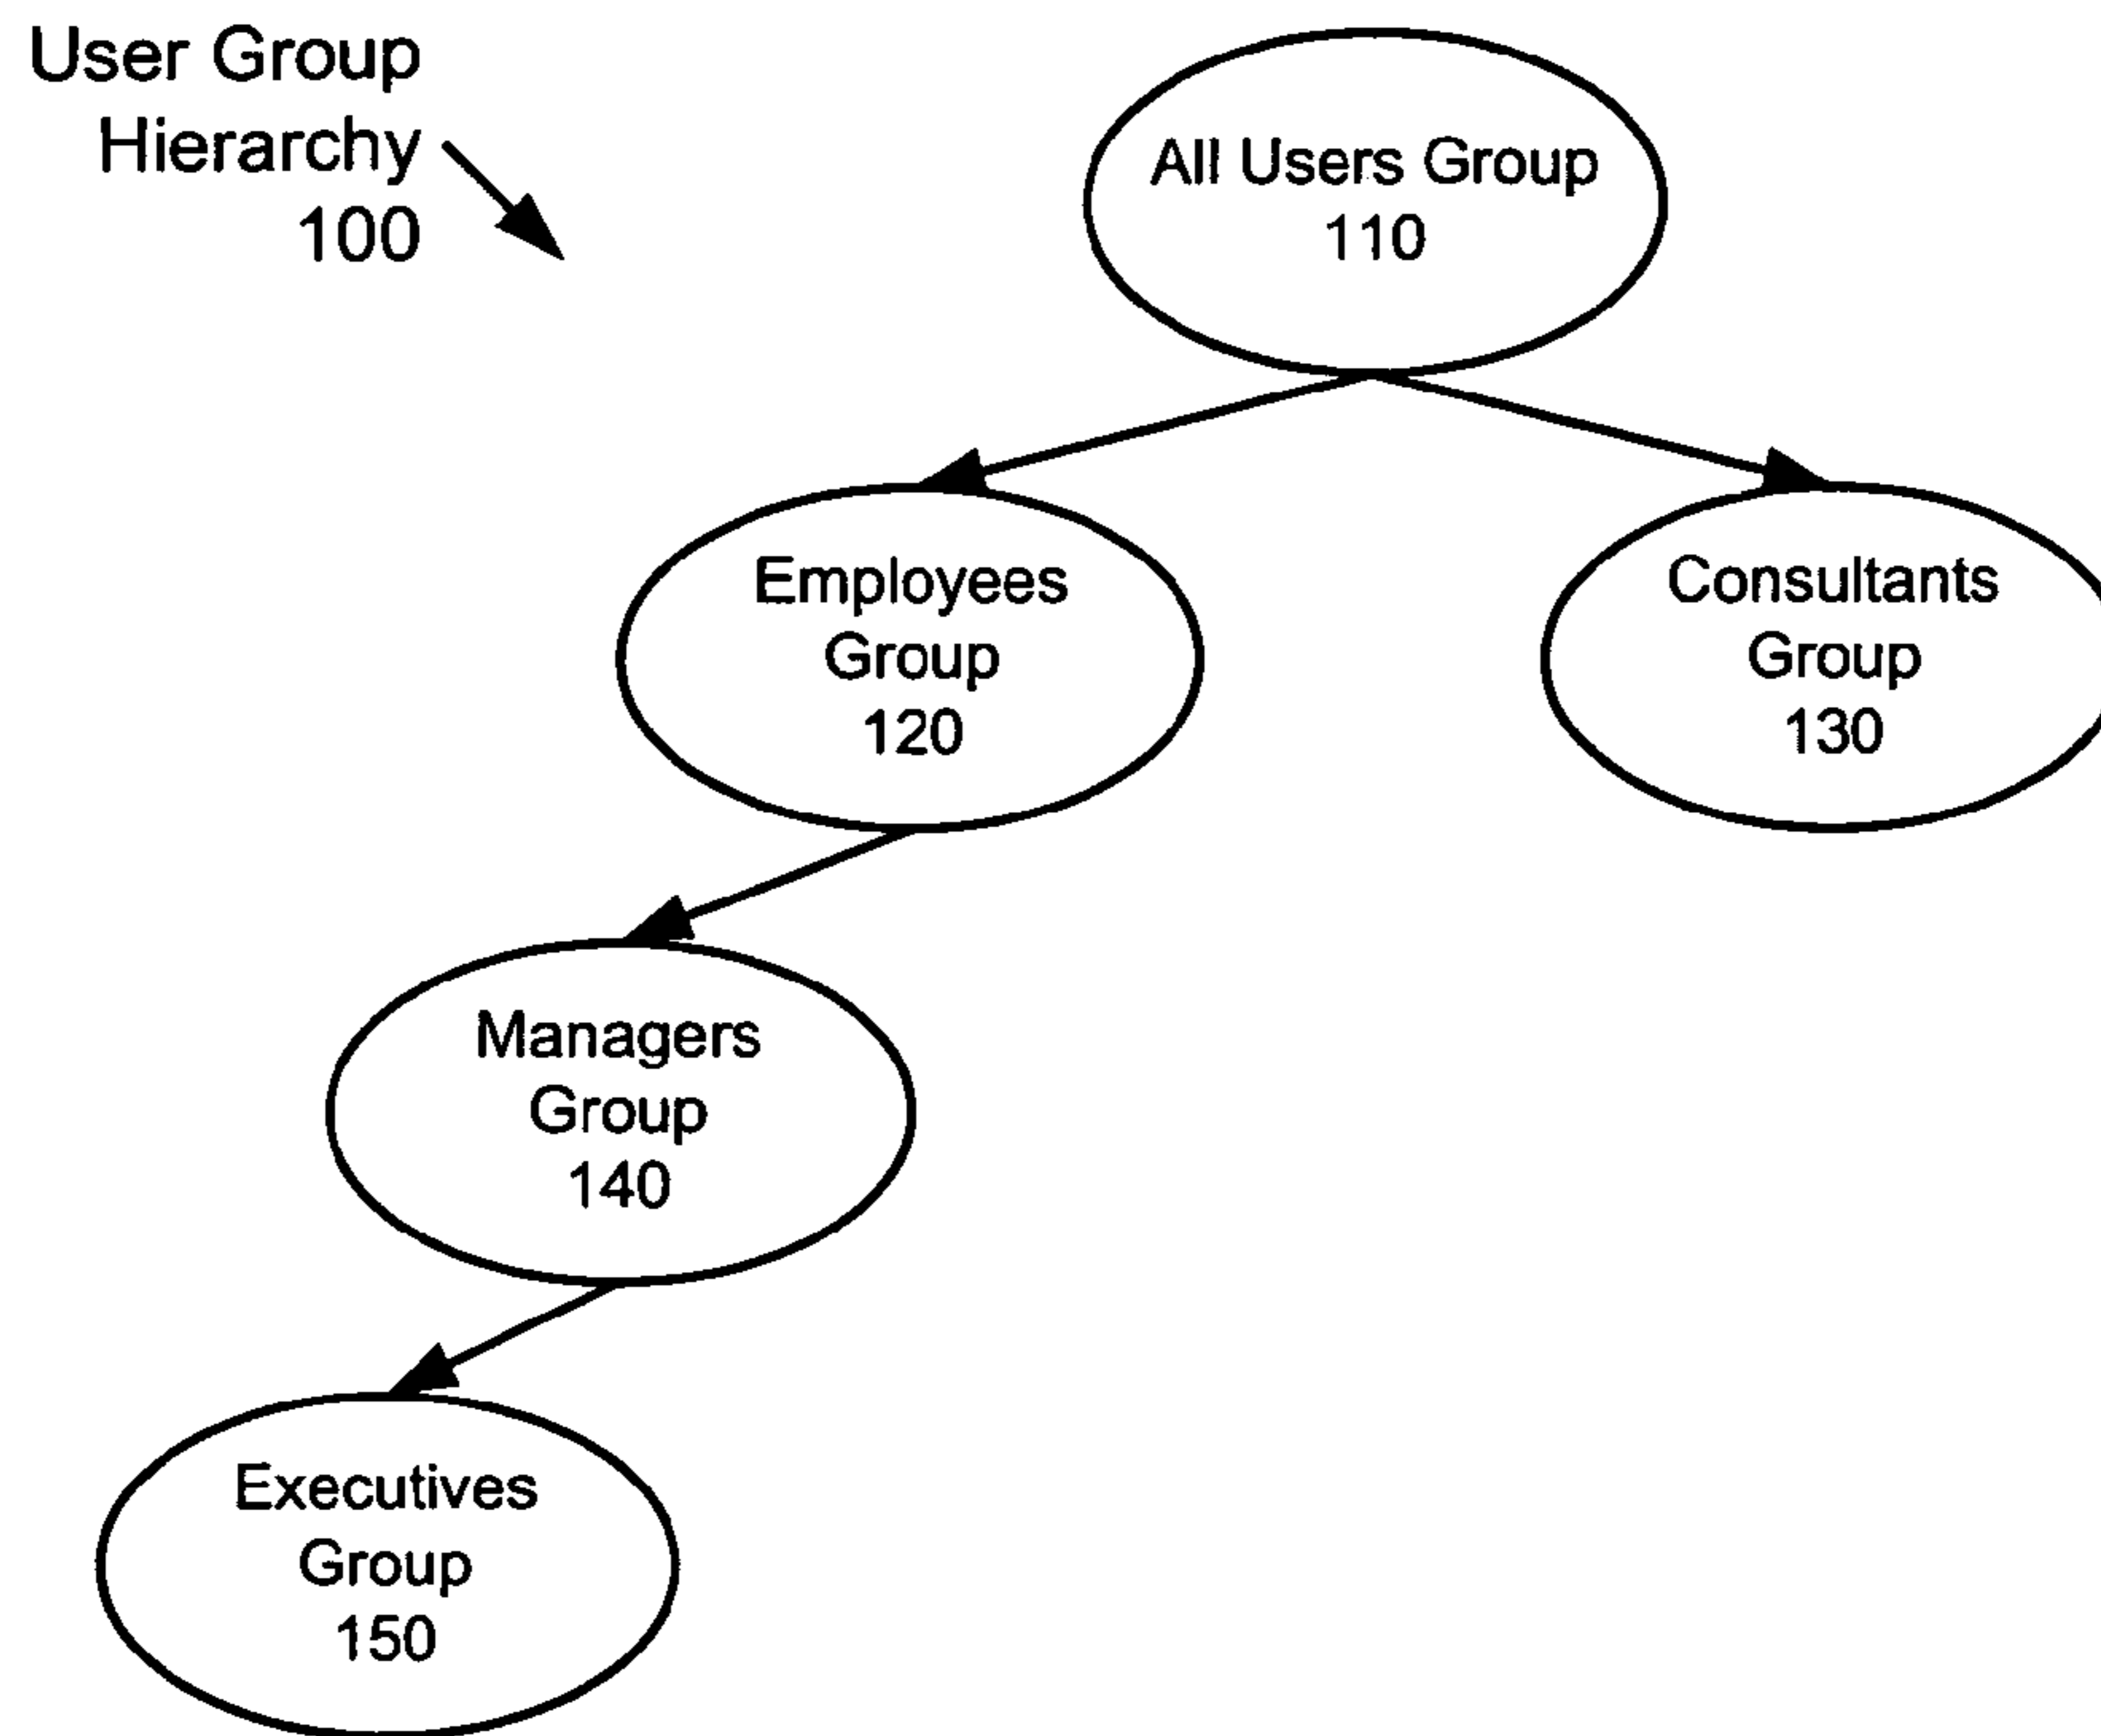 User Group
Hierarchy
100
All Users Group
110
Employees
Group
120
Consultants
Group
130
Managers
Group
140
Executives
Group
150